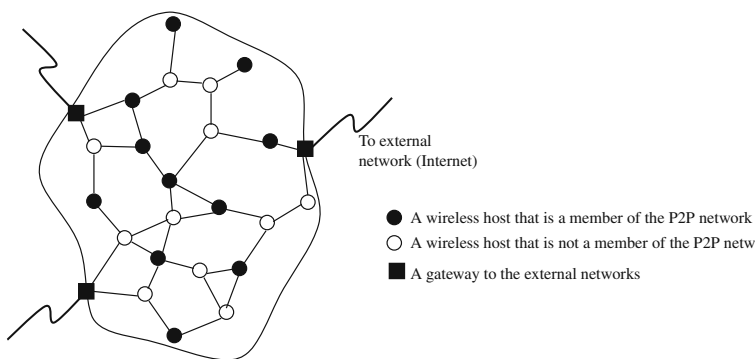 To external
network (Internet)
A wireless host that is a member of the P2P network
A wireless host that is not a member of the P2P netw
A gateway to the external networks